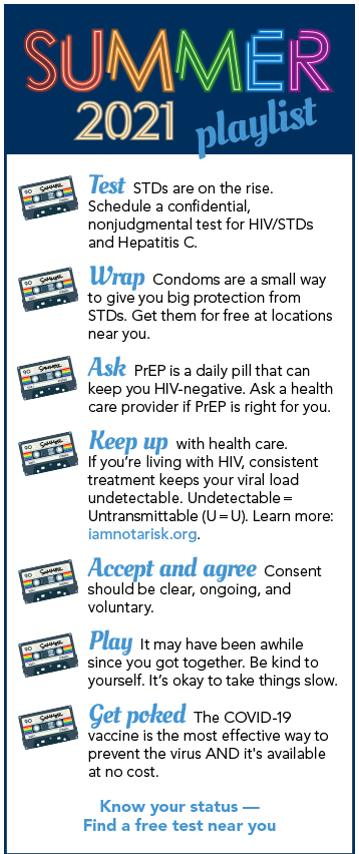 SUMMER
2021 playlist
Test STDs are on the rise.
Schedule a confidential,
nonjudgmental test for HIV/STDs
and Hepatitis C.
Wrap Condoms are a small way
to give you big protection from
STDs. Get them for free at locations
near you.
Ask PrEP is a daily pill that can
keep you HIV-negative. Ask a health
care provider if PrEP is right for you.
Keep up with health care.
If you're living with HIV, consistent
treatment keeps your viral load
undetectable. Undetectable =
Untransmittable (U = U). Learn more:
iamnotarisk.org.
Accept and agree Consent
should be clear, ongoing, and
voluntary.
Play It may have been awhile
since you got together. Be kind to
yourself. It's okay to take things slow.
Get poked The COVID-19
vaccine is the most effective way to
prevent the virus AND it's available
at no cost.
Know your status —
Find a free test near you